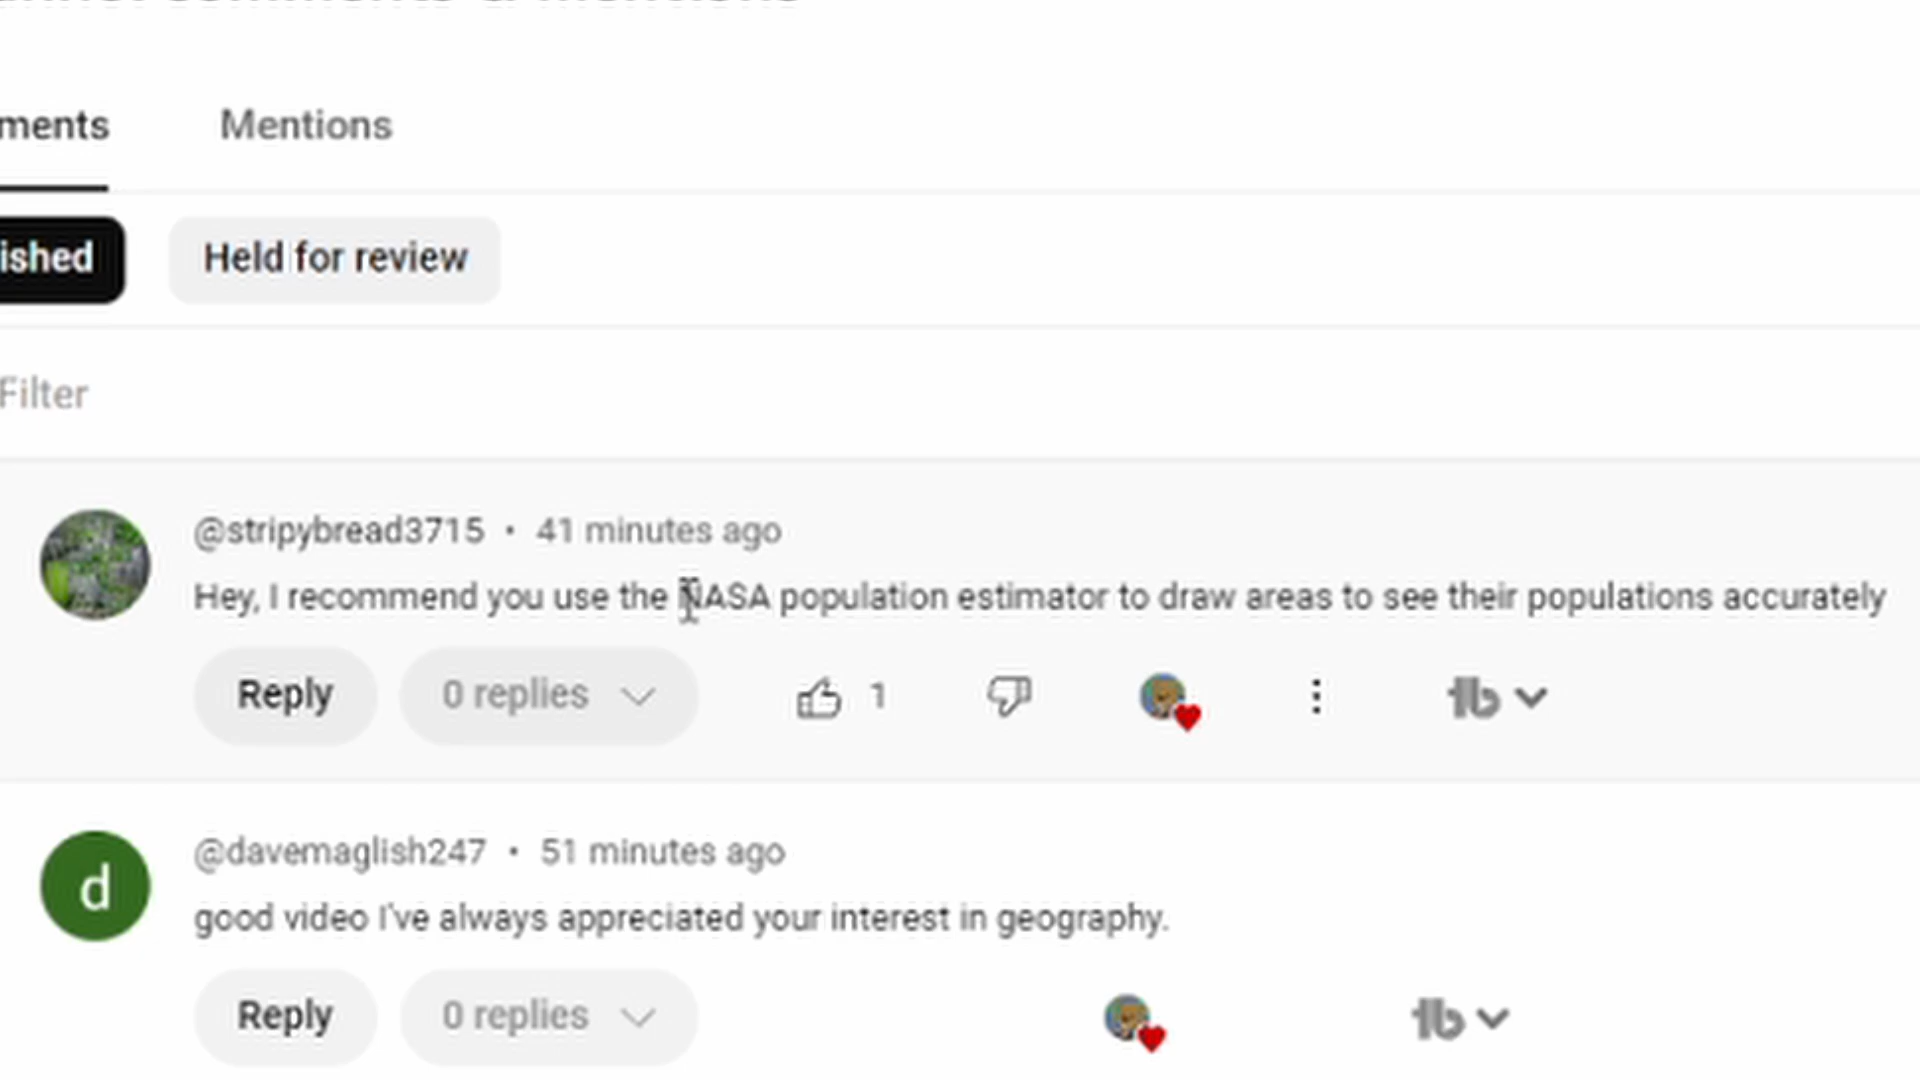 ments Mentions
ished Held for review
Filter
@stripybread3715 • 41 minutes ago
Hey, I recommend you use the NASA population estimator to draw areas to see their populations accurately
Reply 0 replies 1
@davemaglish247 • 51 minutes ago
good video I've always appreciated your interest in geography.
Reply 0 replies